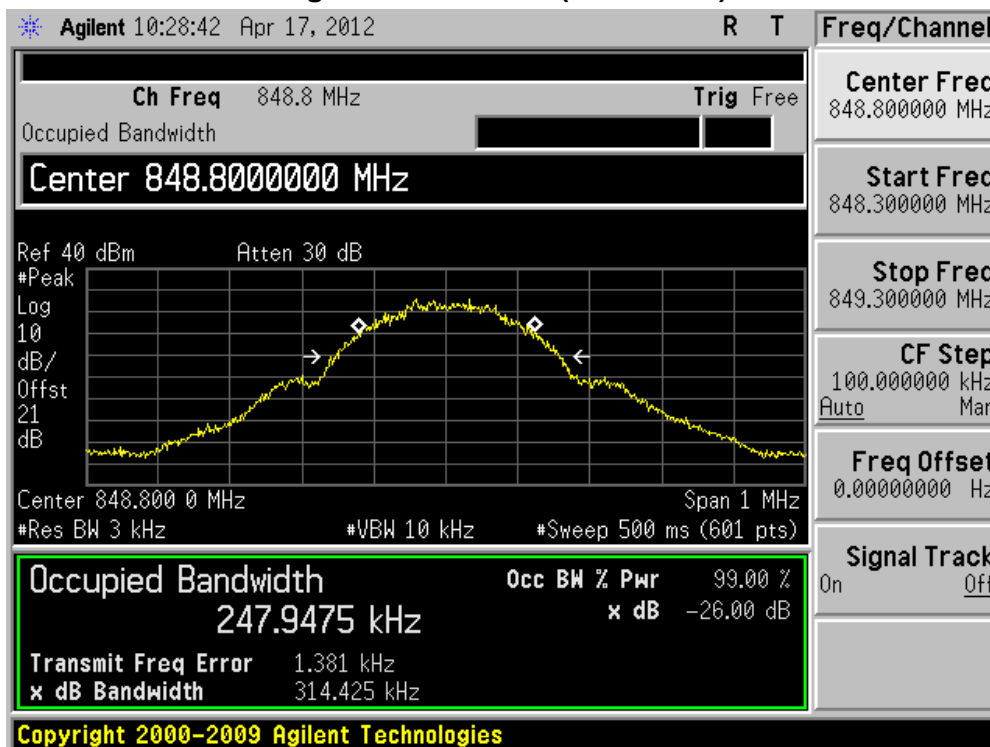 Agilent 10:28:42 Apr 17, 2012 R T
Freq/Channel
Ch Freq 848.8 MHz Trig Free
Occupied Bandwidth
Center 848.8000000 MHz
Ref 40 dBm Atten 30 dB
#Peak
Log
10
dB/
Offst
21
dB
Center 848.800 0 MHz Span 1 MHz
#Res BW 3 kHz #VBW 10 kHz #Sweep 500 ms (601 pts)
Occupied Bandwidth
247.9475 kHz
Occ BW % Pwr 99.00 %
x dB -26.00 dB
Transmit Freq Error 1.381 kHz
x dB Bandwidth 314.425 kHz
Center Freq
848.800000 MHz
Start Freq
848.300000 MHz
Stop Freq
849.300000 MHz
CF Step
100.000000 kHz
Auto Man
Freq Offset
0.00000000 Hz
Signal Track
On Off
Copyright 2000-2009 Agilent Technologies